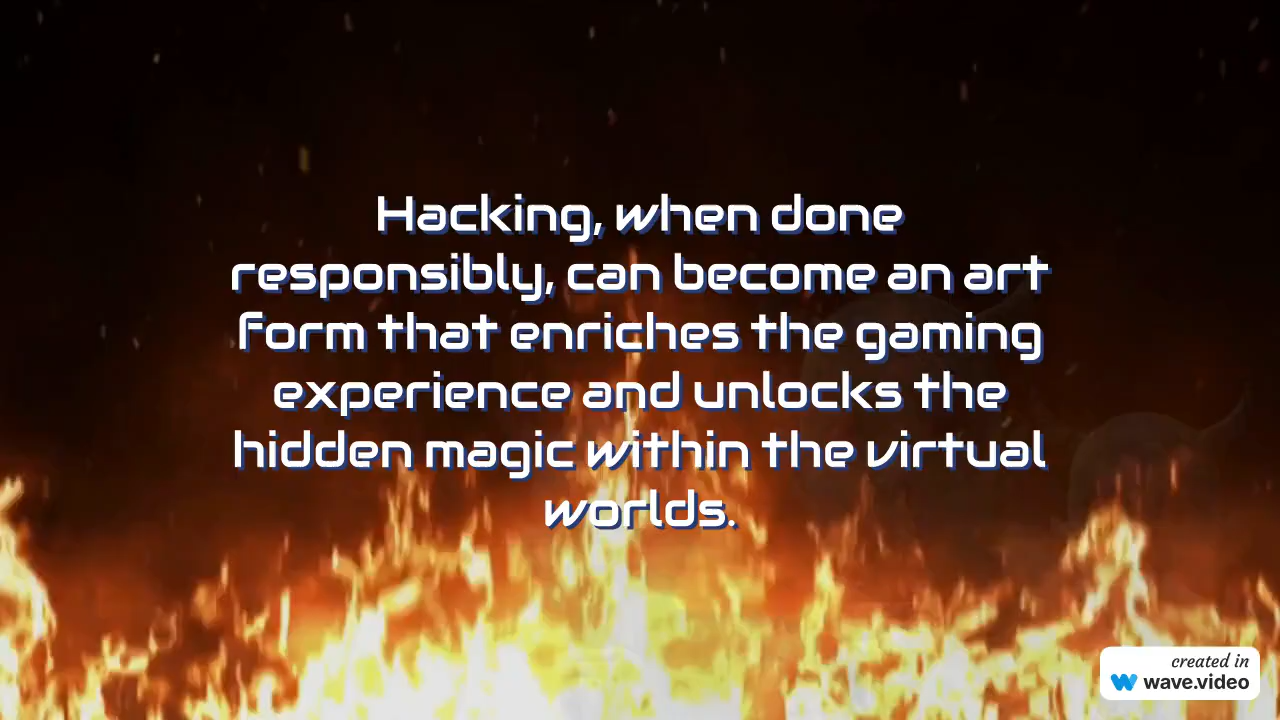 Hacking, when done
responsibly, can become an art
form that enriches the gaming
experience and unlocks the
hidden magic within the virtual
worlds.
created in
wave.video